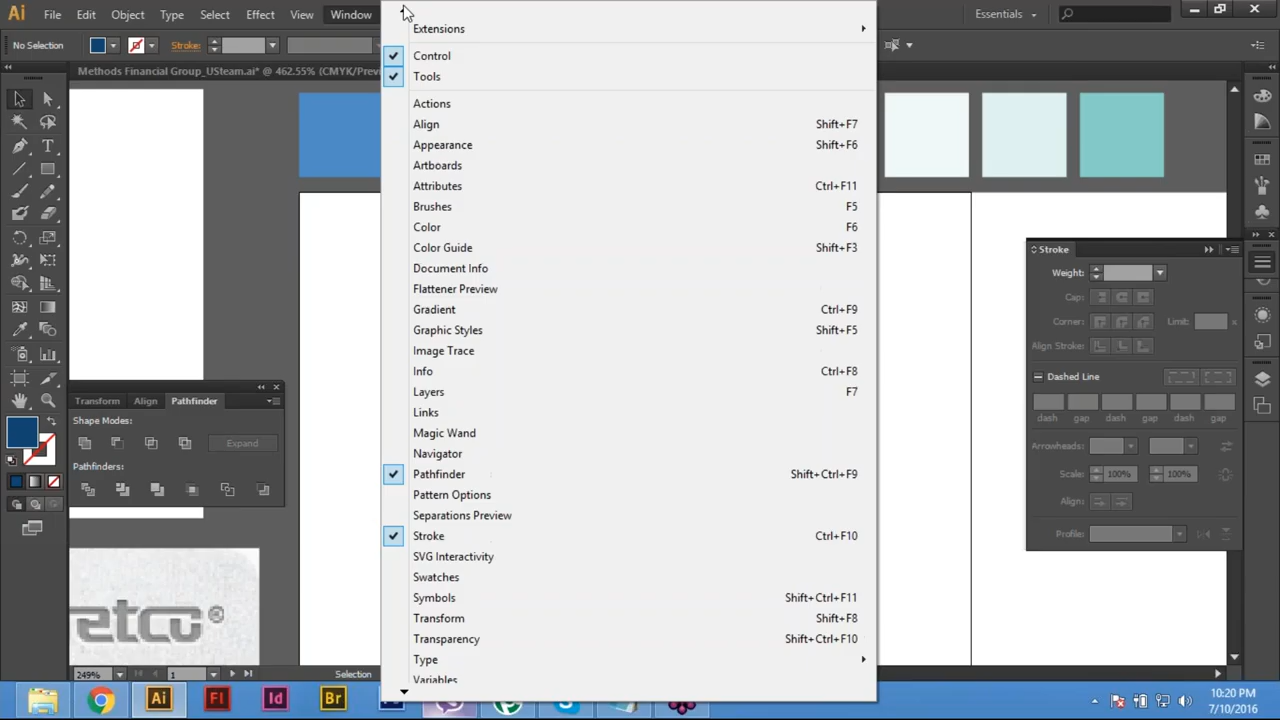 Ai File Edit Object Type Select Effect View Window Essentials
Extensions
No Selection Stroke:
Control
Methods Financial Group_USteam.ai* @ 462.55% (CMYK/Prev
Tools
Actions
Align Shift+F7
Appearance Shift+F6
Artboards
Attributes Ctrl+F11
Brushes F5
Color F6
Color Guide Shift+F3
Document Info
Flattener Preview
Gradient Ctrl+F9
Graphic Styles Shift+F5
Image Trace
Info Ctrl+F8
Layers F7
Links
Magic Wand
Navigator
Pathfinder Shift+Ctrl+F9
Pattern Options
Separations Preview
Stroke Ctrl+F10
SVG Interactivity
Swatches
Symbols Shift+Ctrl+F11
Transform Shift+F8
Transparency Shift+Ctrl+F10
Type
Variables
Stroke
Weight:
Cap:
Corner: Limit: x
Align Stroke:
Dashed Line
dash gap dash gap dash gap
Arrowheads:
Scale: 100% 100%
Align:
Profile:
Transform Align Pathfinder
Shape Modes:
Expand
Pathfinders:
etco®
249% 1 Selection
Ai Fl Id Br
10:20 PM
7/10/2016